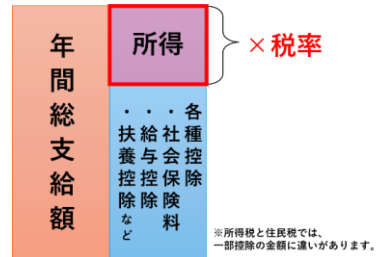 年間総支給額
所得
×税率
各種控除
・社会保険料
・給与控除
・扶養控除など
※所得税と住民税では、
一部控除の金額に違いがあります。